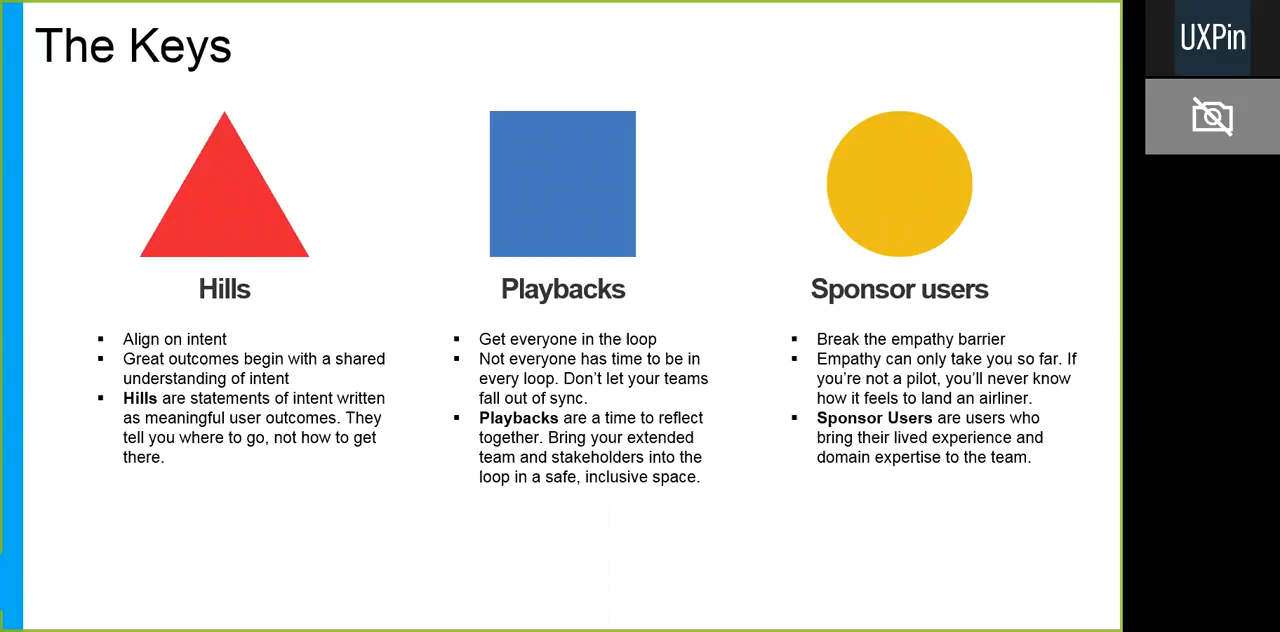 The Keys
UXPin
Hills
▪ Align on intent
▪ Great outcomes begin with a shared
understanding of intent
▪ Hills are statements of intent written
as meaningful user outcomes. They
tell you where to go, not how to get
there.
Playbacks
▪ Get everyone in the loop
▪ Not everyone has time to be in
every loop. Don’t let your teams
fall out of sync.
▪ Playbacks are a time to reflect
together. Bring your extended
team and stakeholders into the
loop in a safe, inclusive space.
Sponsor users
▪ Break the empathy barrier
▪ Empathy can only take you so far. If
you’re not a pilot, you’ll never know
how it feels to land an airliner.
▪ Sponsor Users are users who
bring their lived experience and
domain expertise to the team.